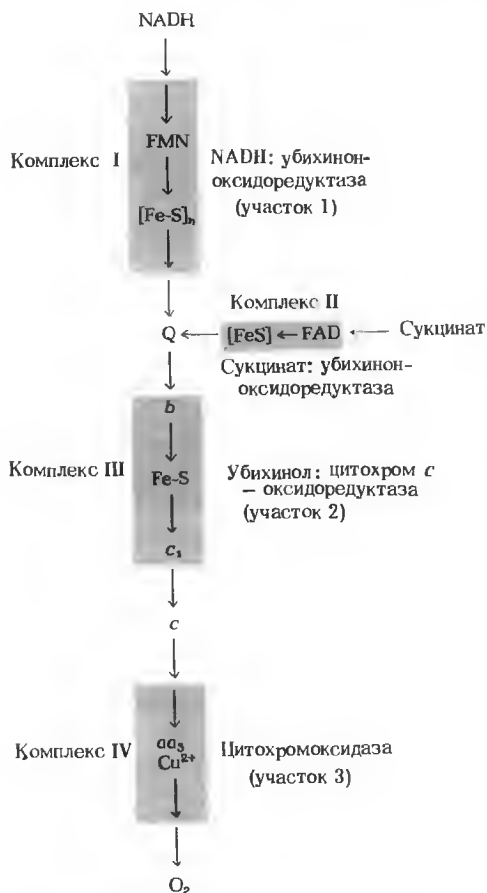 NADH
FMN
Комплекс I
NADH: убихинон-
оксидоредуктаза
(участок 1)
[Fe-S]ₙ
Комплекс II
Q
[FeS] ← FAD
Сукцинат
Сукцинат: убихинон-
оксидоредуктаза
b
Комплекс III
Fe-S
Убихинол: цитохром c
– оксидоредуктаза
(участок 2)
c₁
c
Комплекс IV
aa₃
Cu²⁺
Цитохромоксидаза
(участок 3)
O₂